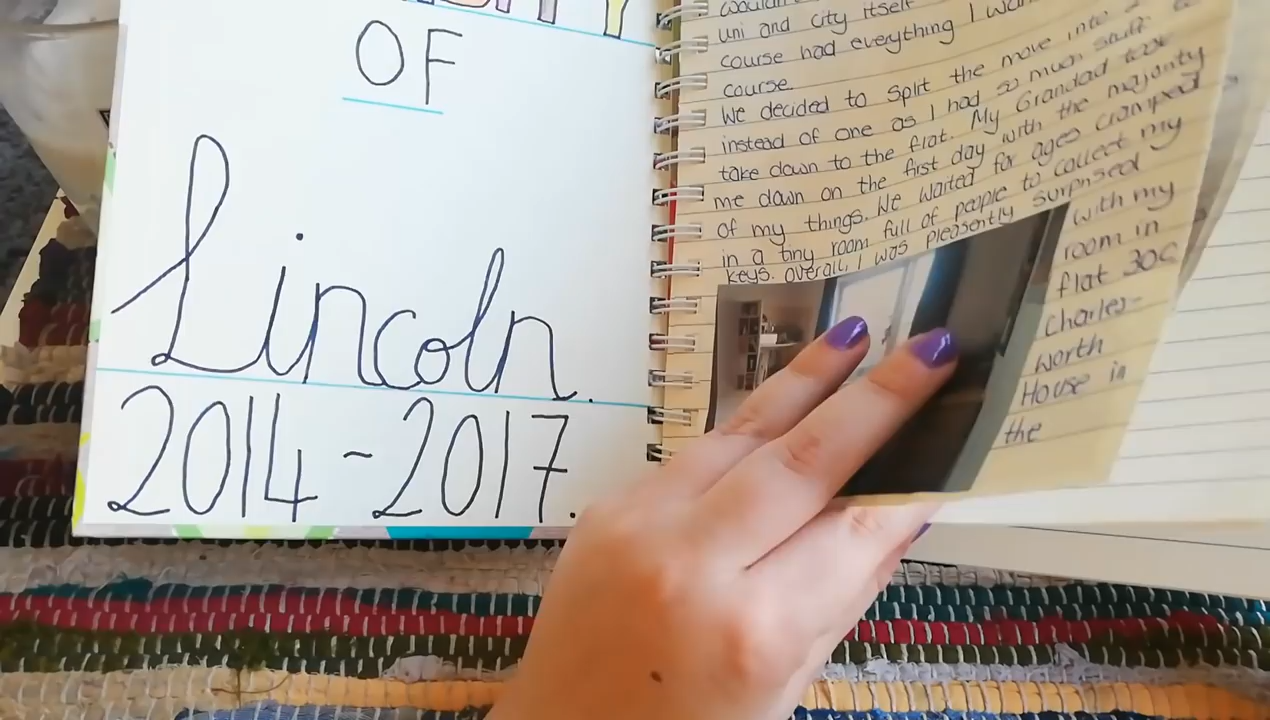 OF
Lincoln.
2014-2017.
uni and city itself
course had everything I
course.
We decided to split the move into
instead of one as I had so much stuff to
take down to the flat. My Grandad took
me down on the first day with the majority
of my things. We waited for ages cramped
in a tiny room full of people to collect my
keys. Overall, I was pleasently surprised
with my
room in
flat 30C
Charles-
worth
House in
the